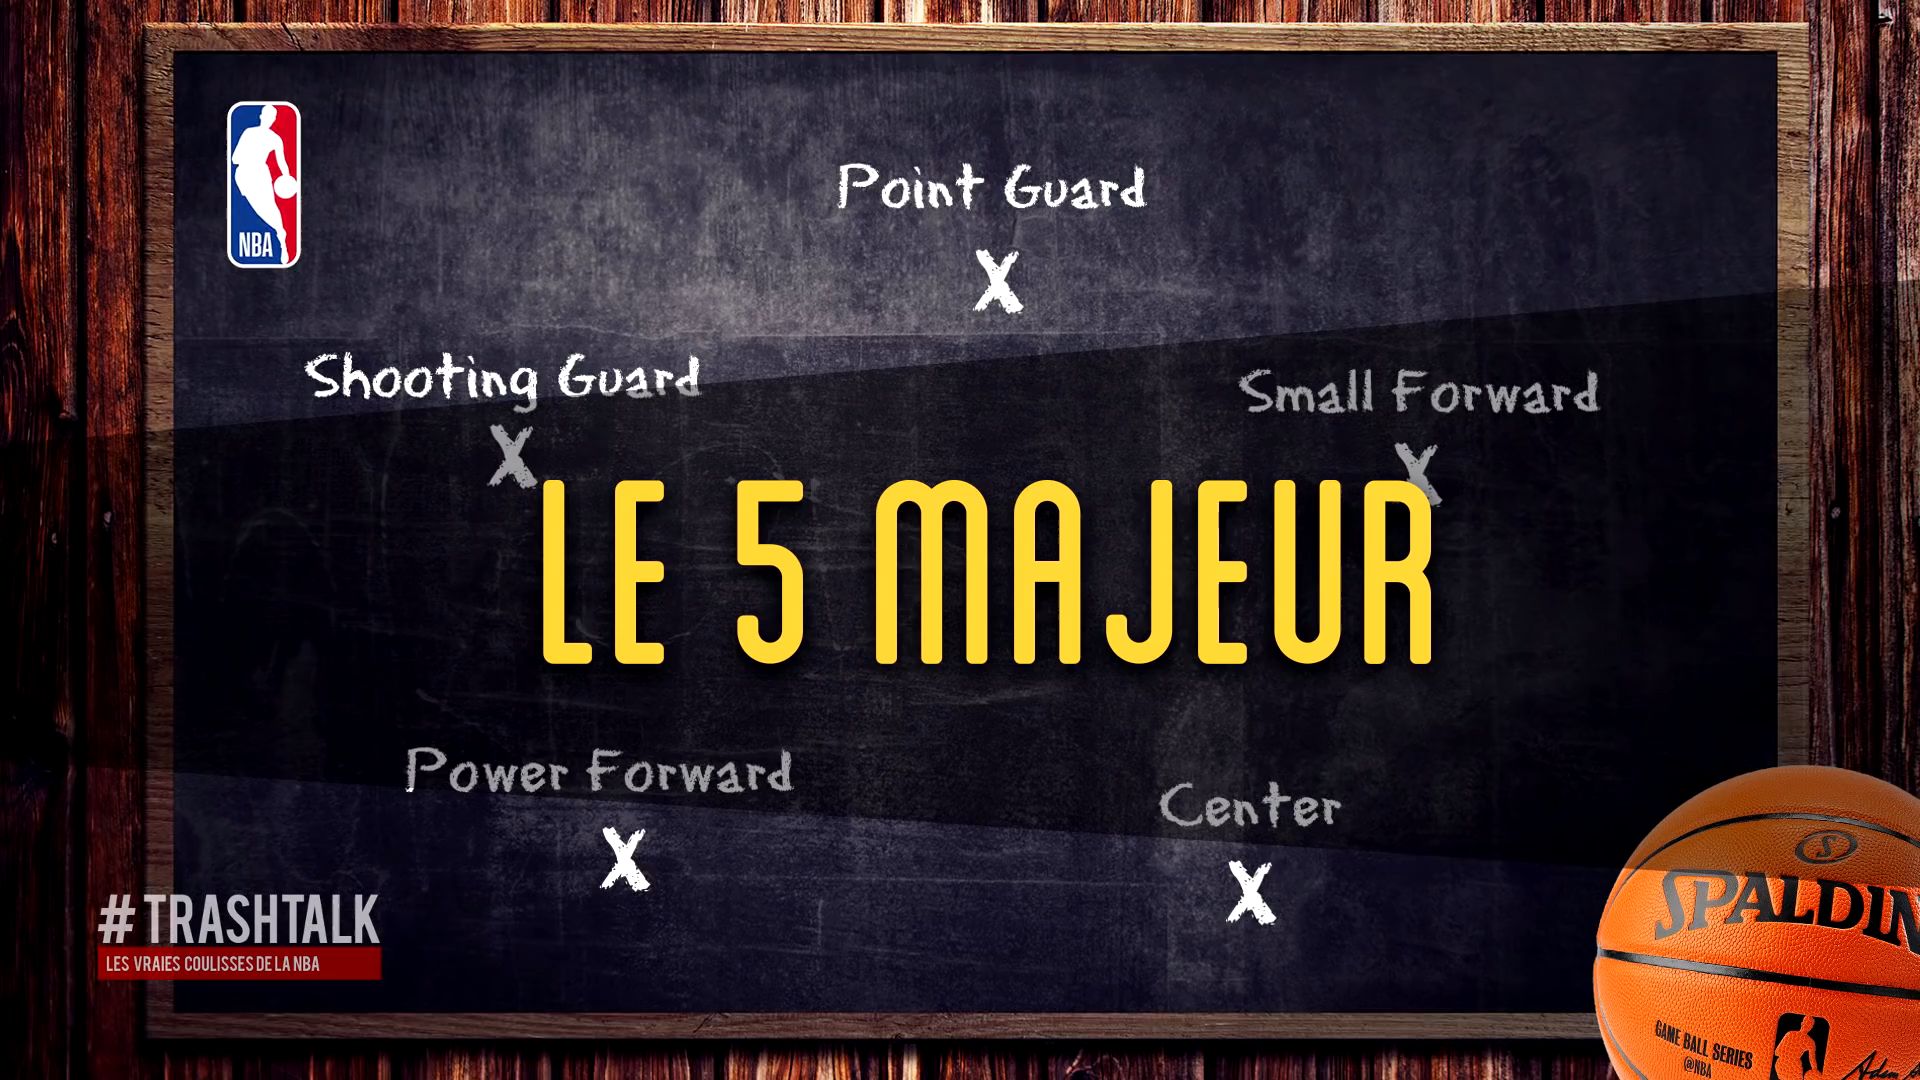 NBA
Point Guard
X
Shooting Guard
X
Small Forward
X
LE 5 MAJEUR
Power Forward
X
Center
X
#TRASHTALK
LES VRAIES COULISSES DE LA NBA
S
SPALDIN
GAME BALL SERIES
@NBA
Adam